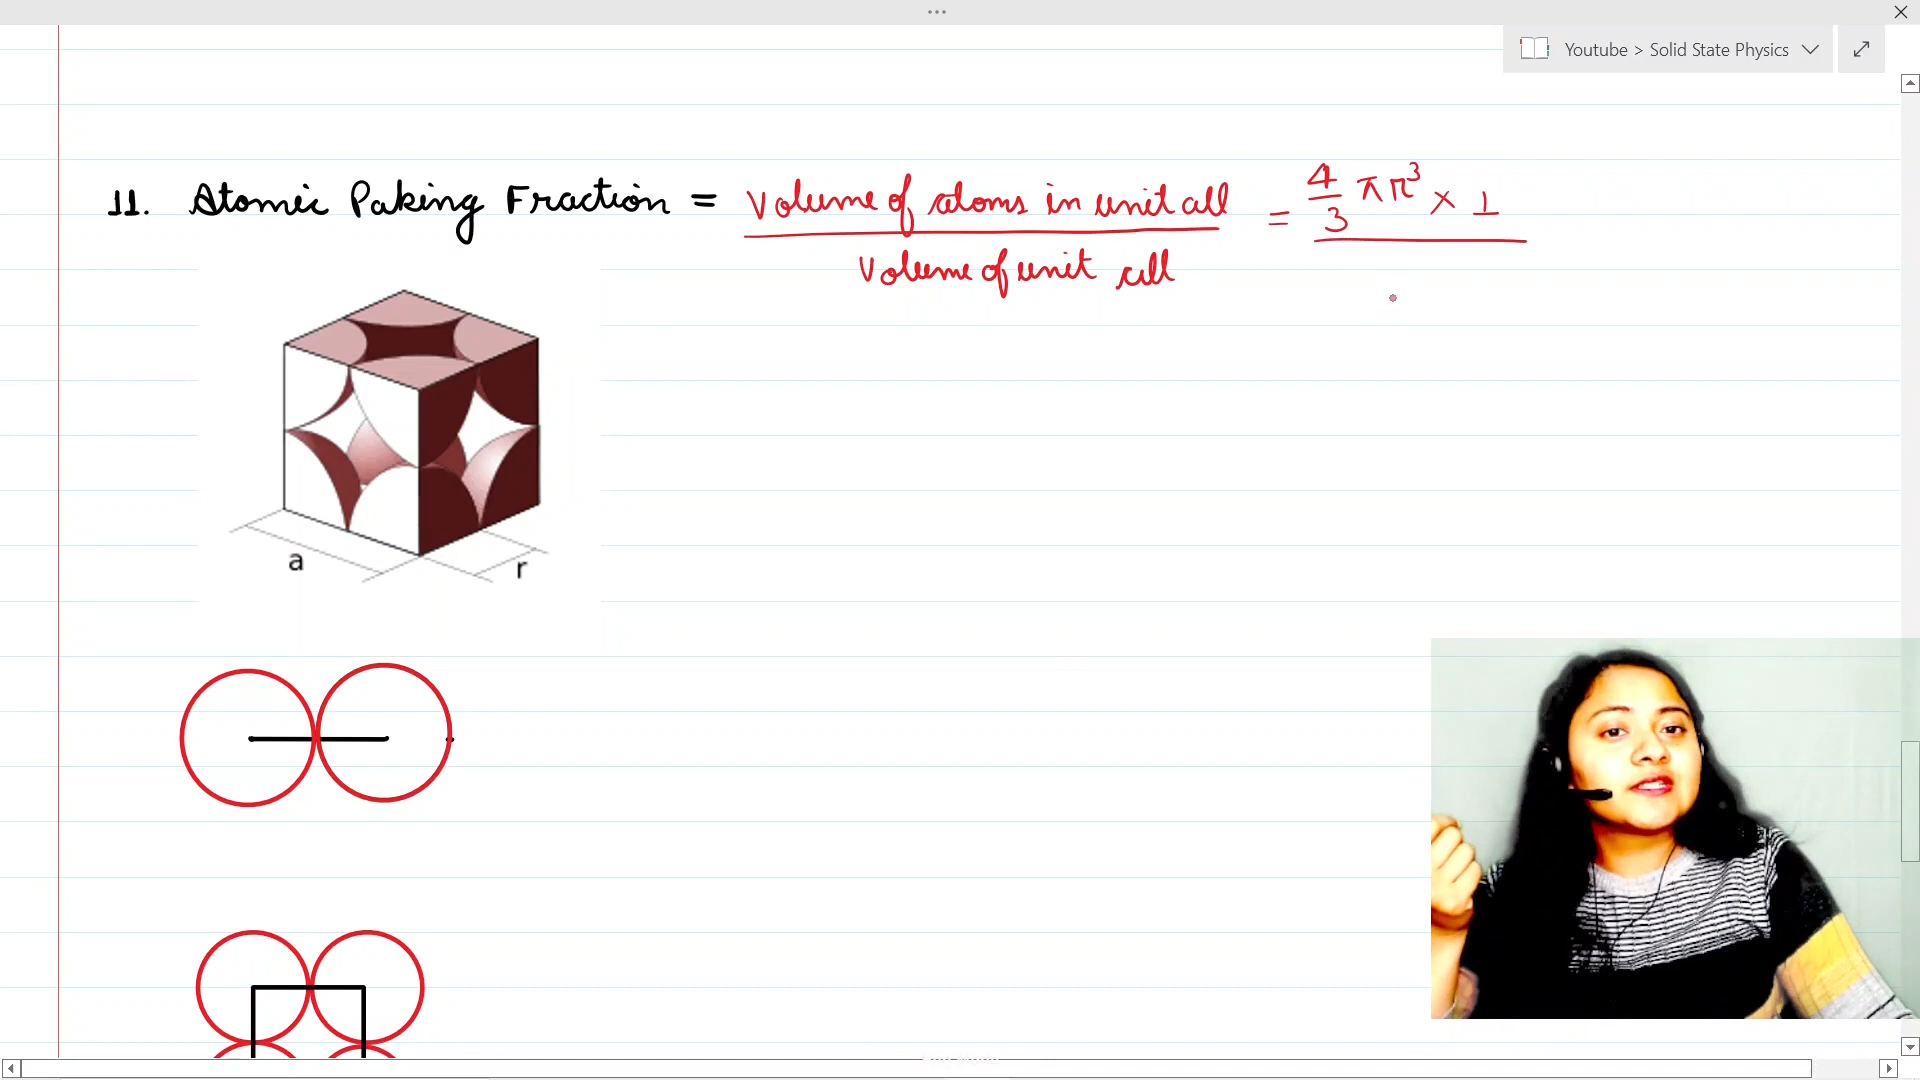 Youtube > Solid State Physics
11. Atomic Paking Fraction = Volume of atoms in unit cell / Volume of unit cell = 4/3 πr³ × 1
a
r